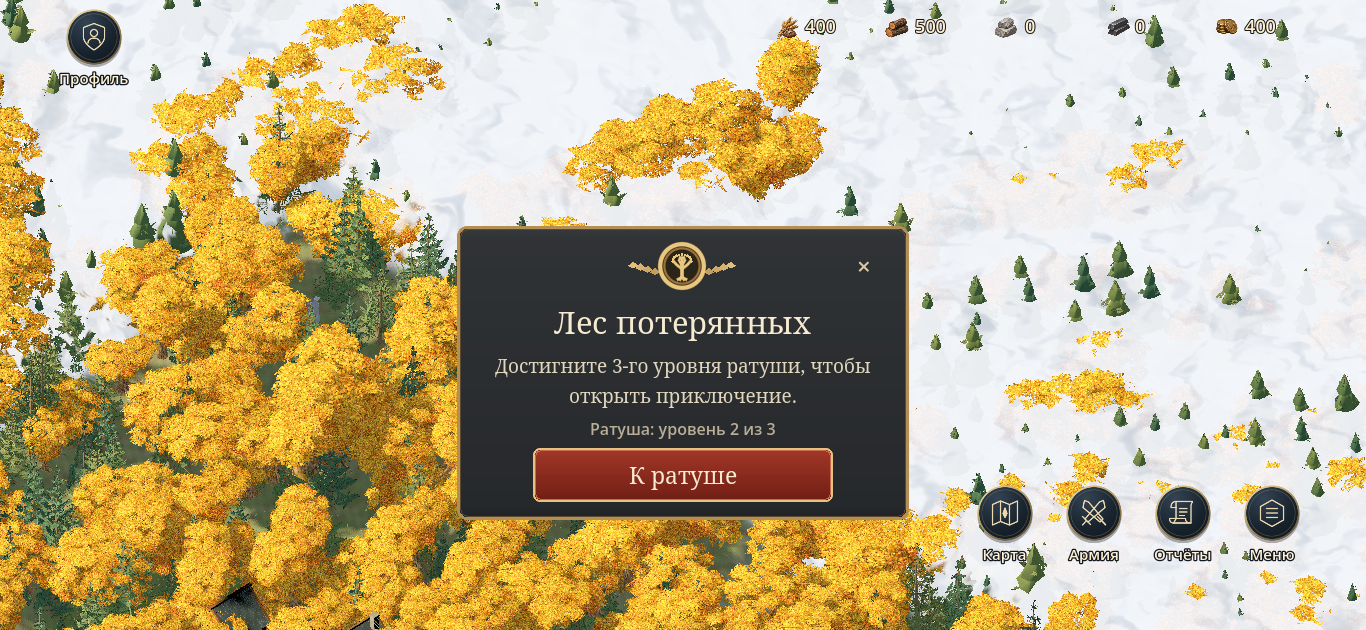 Профиль
400
500
0
0
400
Лес потерянных
Достигните 3-го уровня ратуши, чтобы
открыть приключение.
Ратуша: уровень 2 из 3
К ратуше
Карта
Армия
Отчёты
Меню